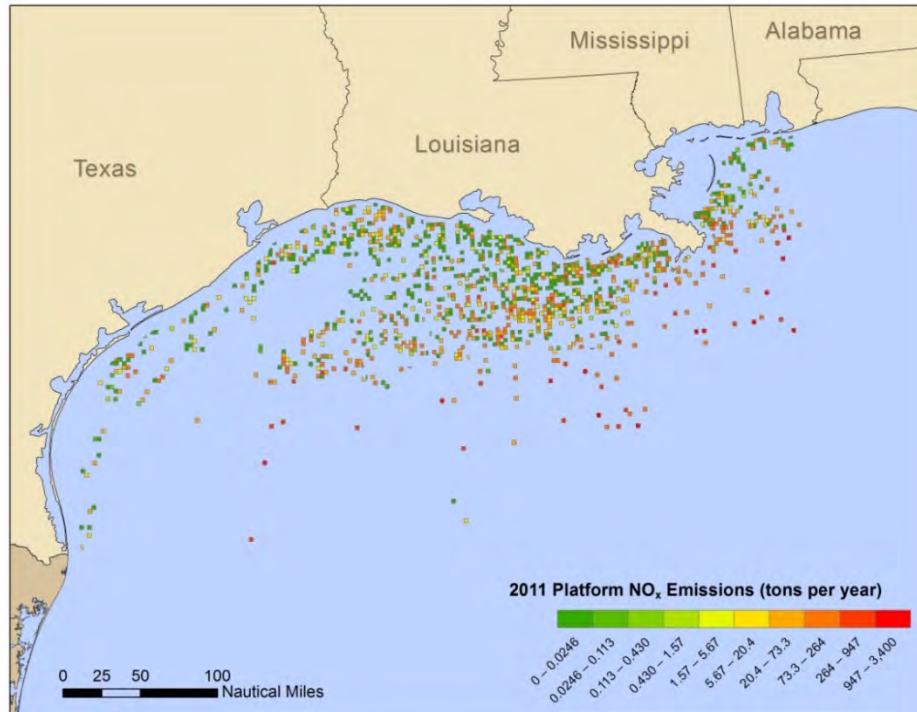 Mississippi
Alabama
Texas
Louisiana
2011 Platform NOx Emissions (tons per year)
0 – 0.0246
0.0246 – 0.113
0.113 – 0.430
0.430 – 1.57
1.57 – 5.67
5.67 – 20.4
20.4 – 73.3
73.3 – 264
264 – 947
947 – 3,400
0 25 50 100
Nautical Miles